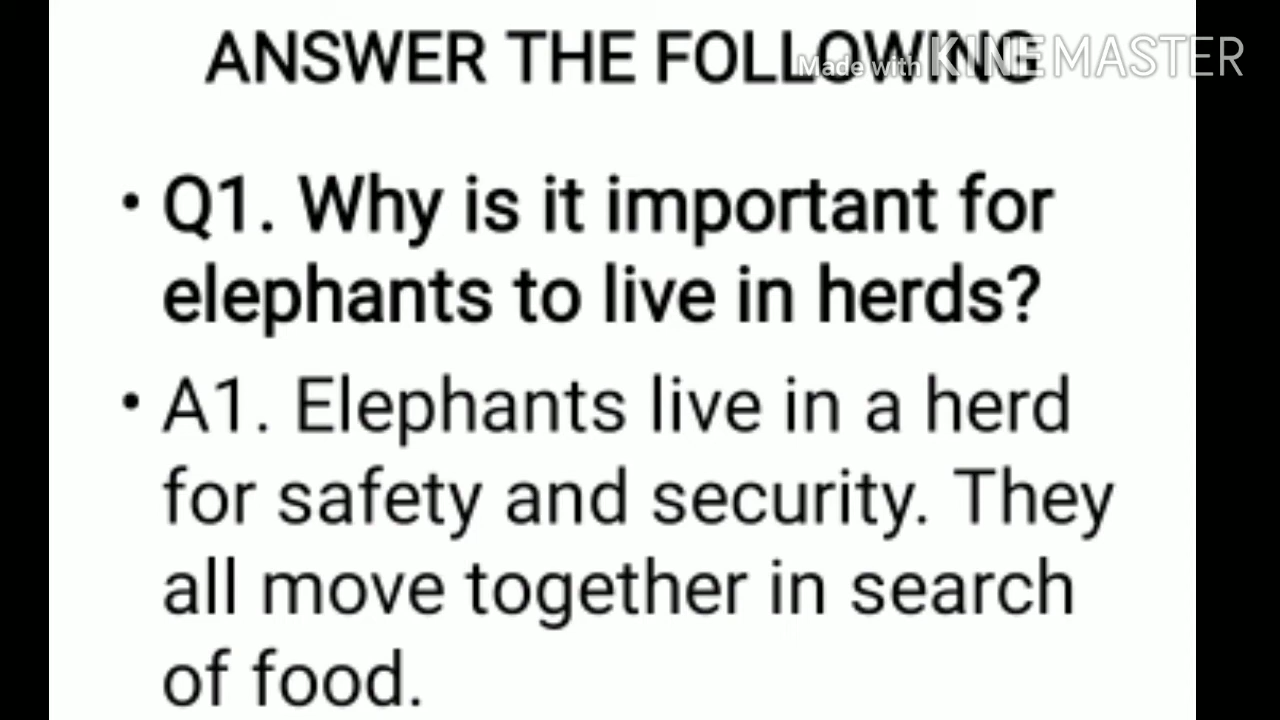 ANSWER THE FOLLOWING
Made with KINEMASTER
• Q1. Why is it important for
elephants to live in herds?
• A1. Elephants live in a herd
for safety and security. They
all move together in search
of food.